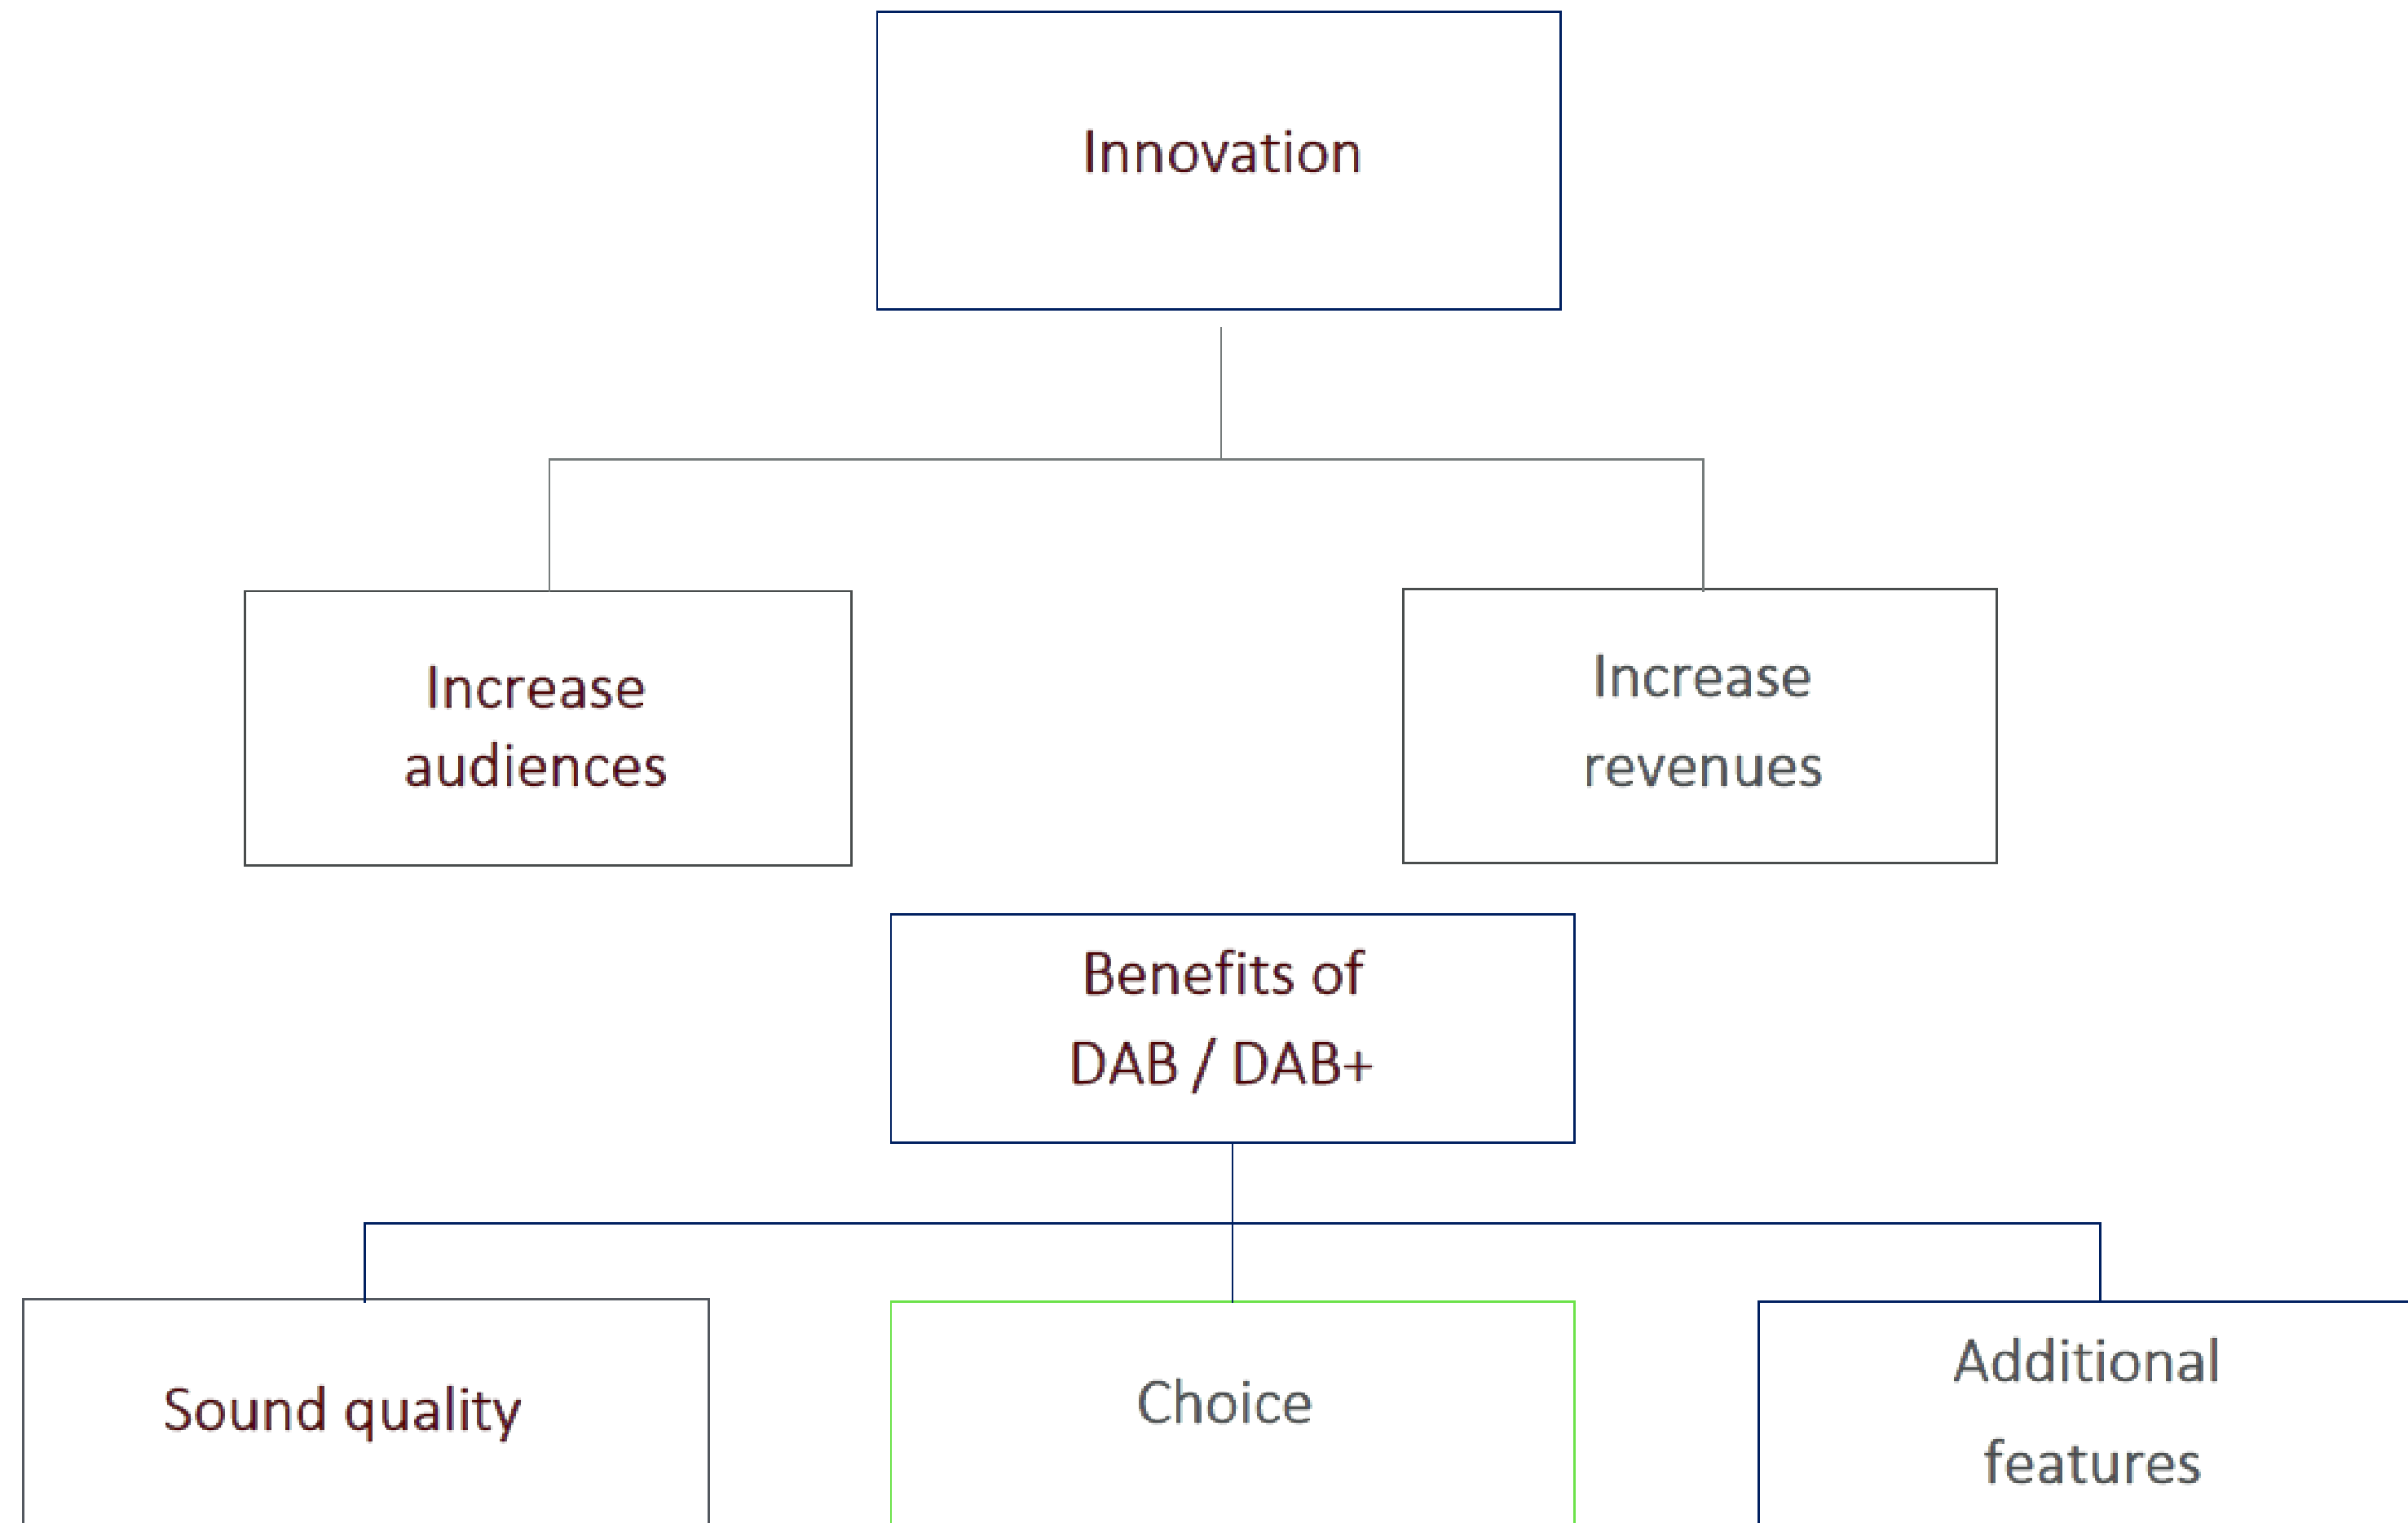 Innovation
Increase
audiences
Increase
revenues
Benefits of
DAB / DAB+
Sound quality
Choice
Additional
features